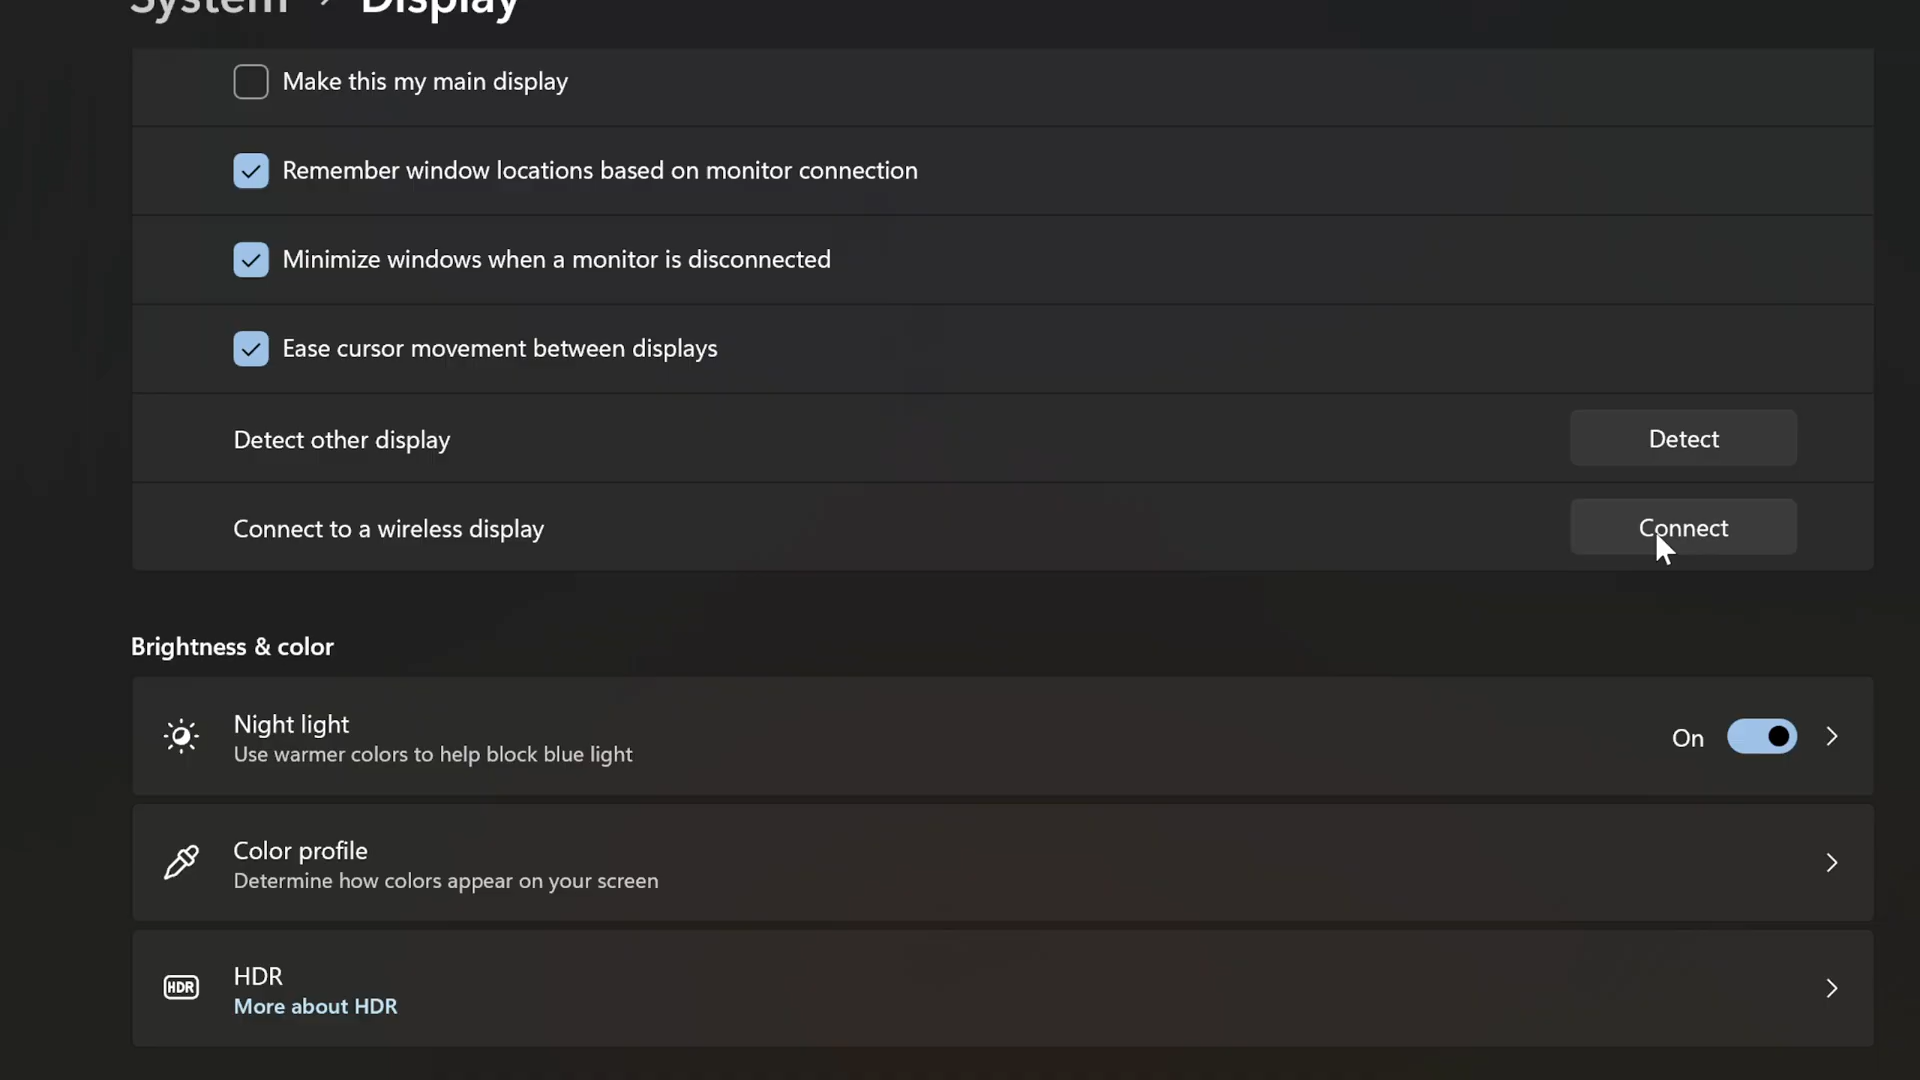 System > Display
Make this my main display
Remember window locations based on monitor connection
Minimize windows when a monitor is disconnected
Ease cursor movement between displays
Detect other display
Detect
Connect to a wireless display
Connect
Brightness & color
Night light
Use warmer colors to help block blue light
On
Color profile
Determine how colors appear on your screen
HDR
HDR
More about HDR